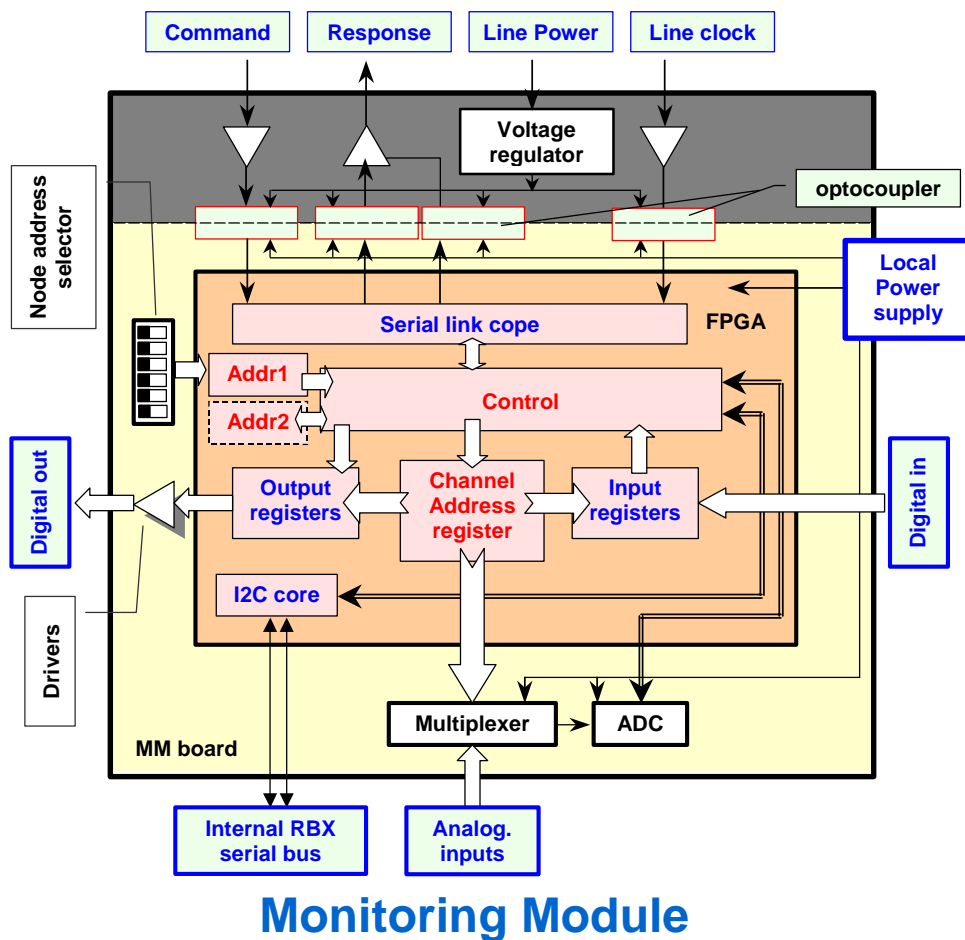 Command
Response
Line Power
Line clock
Voltage
regulator
optocoupler
Node address
selector
Local
Power
supply
FPGA
Serial link cope
Addr1
Control
Addr2
Digital out
Output
registers
Channel
Address
register
Input
registers
Digital in
I2C core
Drivers
Multiplexer
ADC
MM board
Internal RBX
serial bus
Analog.
inputs
Monitoring Module